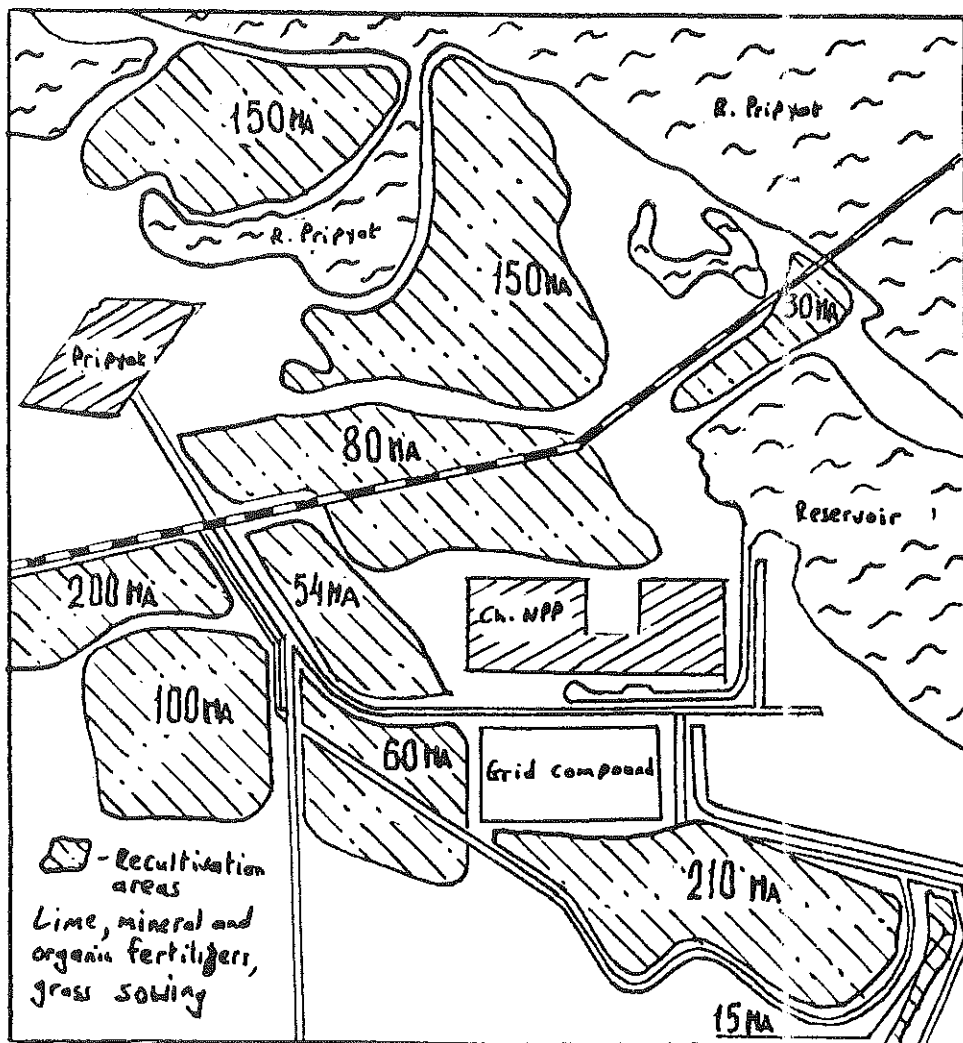 150 HA
R. Pripyat
R. Pripyat
150 HA
30 HA
Pripyat
80 HA
Reservoir
200 HA
54 HA
Ch. NPP
100 HA
60 HA
Grid compound
- Recultivation
areas
Lime, mineral and
organic fertilizers,
grass sowing
210 HA
15 HA